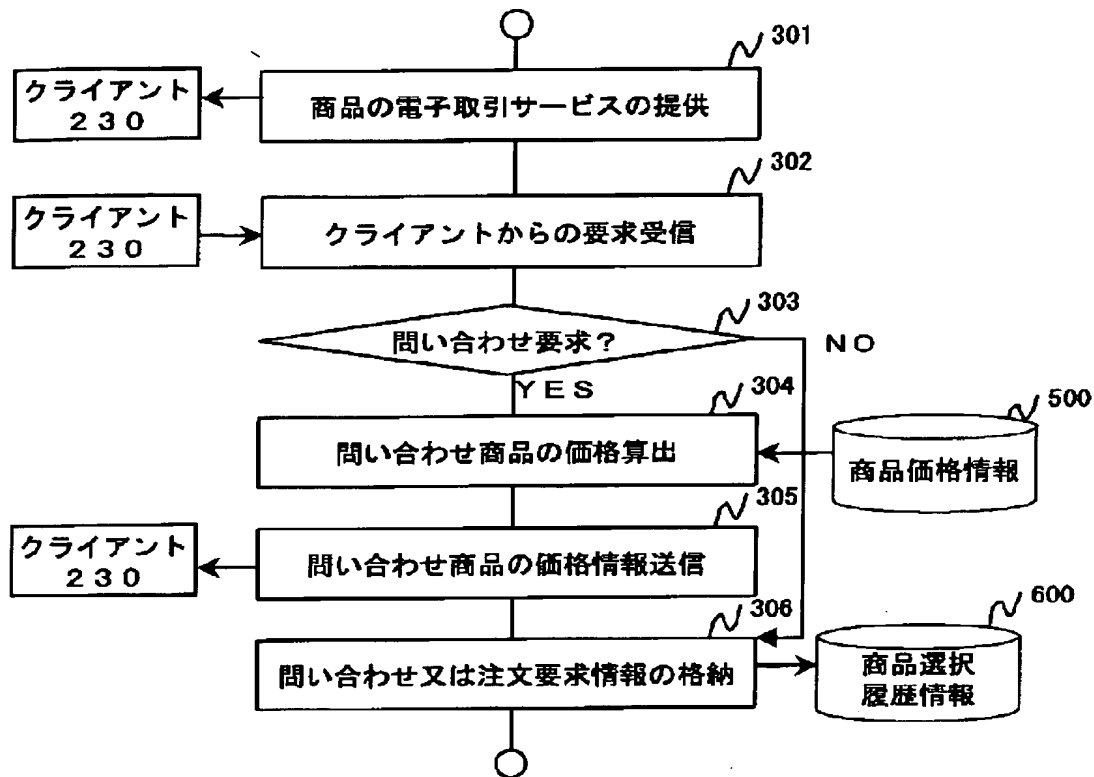 301
クライアント
230
商品の電子取引サービスの提供
302
クライアント
230
クライアントからの要求受信
303
問い合わせ要求?
NO
YES
304
500
問い合わせ商品の価格算出
商品価格情報
305
クライアント
230
問い合わせ商品の価格情報送信
306
600
問い合わせ又は注文要求情報の格納
商品選択
履歴情報